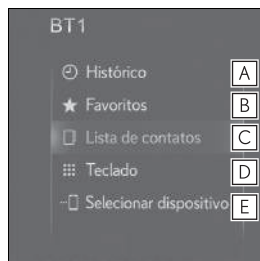 BT1
Histórico A
Favoritos B
Lista de contatos C
Teclado D
Selecionar dispositivo E